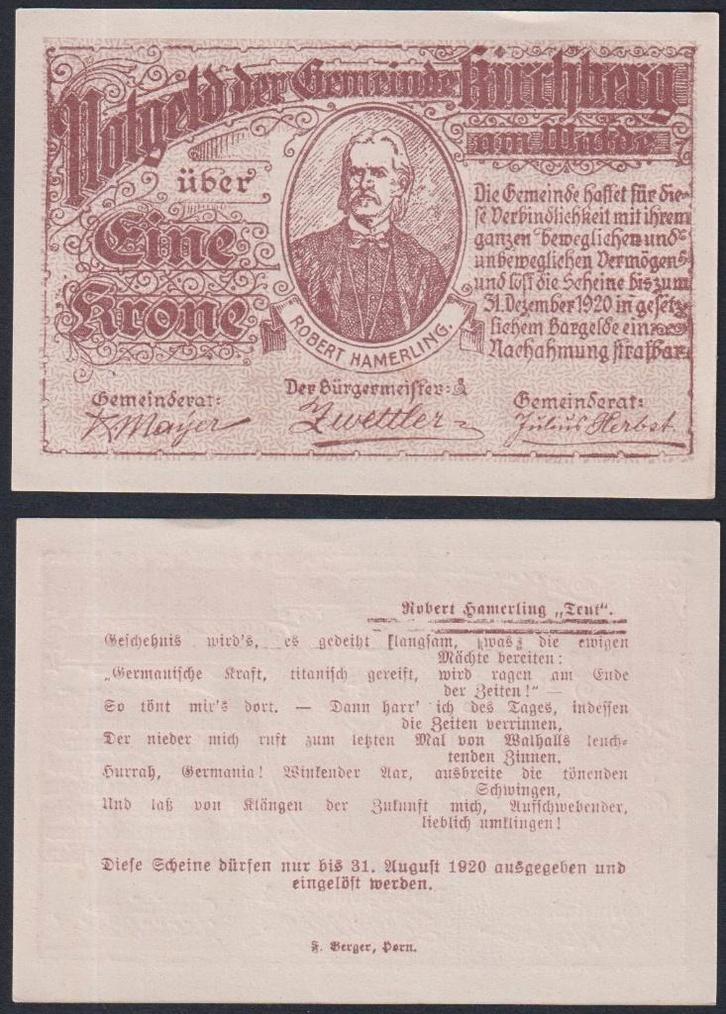 Notgeld der Gemeinde Kirchberg
am Walde
über
Eine
Krone
ROBERT HAMERLING.
Die Gemeinde haftet für die-
se Verbindlichkeit mit ihrem
ganzen beweglichen und
unbeweglichen Vermögen
und löst die Scheine bis zum
31. Dezember 1920 in gesetz-
lichem Bargelde ein
Nachahmung strafbar
Gemeinderat:
K Mayer
Der Bürgermeister:
Zwettler
Gemeinderat:
Julius Herbst
Robert Hamerling „Teut".
Geschehnis wird's, es gedeiht langsam, was die ewigen
Mächte bereiten:
„Germanische Kraft, titanisch gereift, wird ragen am Ende
der Zeiten!" —
So tönt mir's dort. — Dann harr' ich des Tages, indessen
die Zeiten verrinnen,
Der nieder mich ruft zum letzten Mal von Walhalls leuch-
tenden Zinnen.
Hurrah, Germania! Winkender Aar, ausbreite die tönenden
Schwingen,
Und laß von Klängen der Zukunft mich, Aufschwebender,
lieblich umklingen!
Diese Scheine dürfen nur bis 31. August 1920 ausgegeben und
eingelöst werden.
F. Berger, Horn.